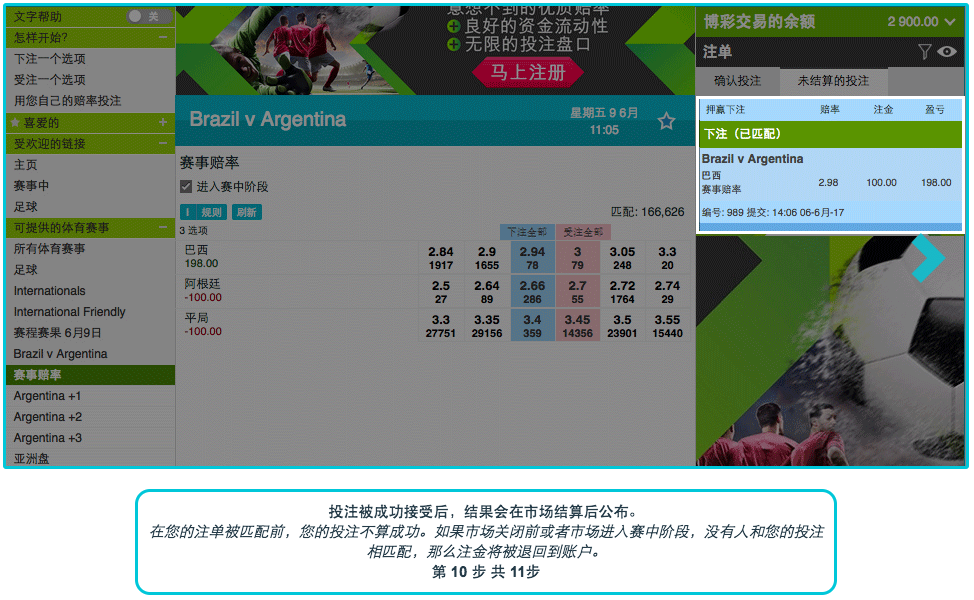 文字帮助
关
怎样开始?
下注一个选项
受注一个选项
用您自己的赔率投注
喜爱的
受欢迎的链接
主页
赛事中
足球
可提供的体育赛事
所有体育赛事
足球
Internationals
International Friendly
赛程赛果 6月9日
Brazil v Argentina
赛事赔率
Argentina +1
Argentina +2
Argentina +3
亚洲盘
意想不到的优质赔率
良好的资金流动性
无限的投注盘口
马上注册
Brazil v Argentina
星期五 9 6月
11:05
赛事赔率
进入赛中阶段
规则 刷新
匹配: 166,626
3 选项 下注全部 受注全部
巴西 2.84 2.9 2.94 3 3.05 3.3
198.00 1917 1655 78 79 248 20
阿根廷 2.5 2.64 2.66 2.7 2.72 2.74
-100.00 27 89 286 55 1764 29
平局 3.3 3.35 3.4 3.45 3.5 3.55
-100.00 27751 29156 359 14356 23901 15440
博彩交易的余额 2 900.00
注单
确认投注 未结算的投注
押赢下注 赔率 注金 盈亏
下注（已匹配）
Brazil v Argentina
巴西
赛事赔率 2.98 100.00 198.00
编号: 989 提交: 14:06 06-6月-17
投注被成功接受后，结果会在市场结算后公布。
在您的注单被匹配前，您的投注不算成功。如果市场关闭前或者市场进入赛中阶段，没有人和您的投注
相匹配，那么注金将被退回到账户。
第 10 步 共 11步